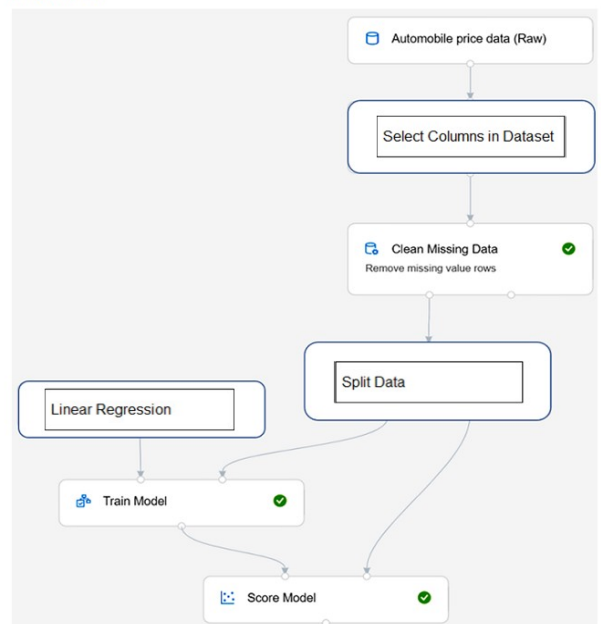 Automobile price data (Raw)
Select Columns in Dataset
Clean Missing Data
Remove missing value rows
Split Data
Linear Regression
Train Model
Score Model